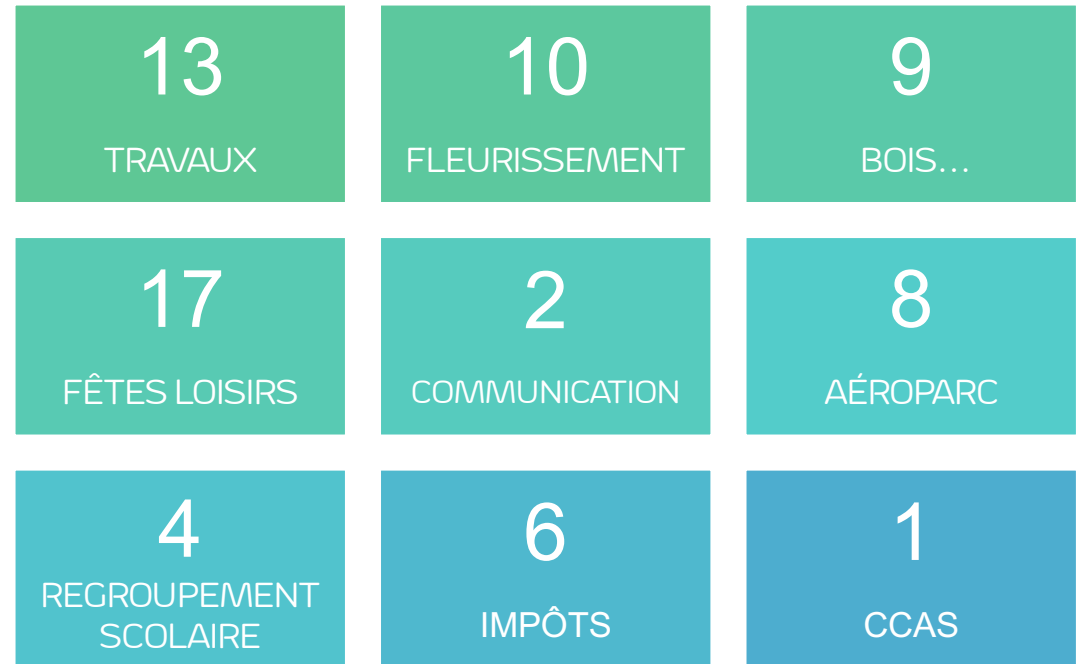 13
TRAVAUX
10
FLEURISSEMENT
9
BOIS...
17
FÊTES LOISIRS
2
COMMUNICATION
8
AÉROPARC
4
REGROUPEMENT
SCOLAIRE
6
IMPÔTS
1
CCAS